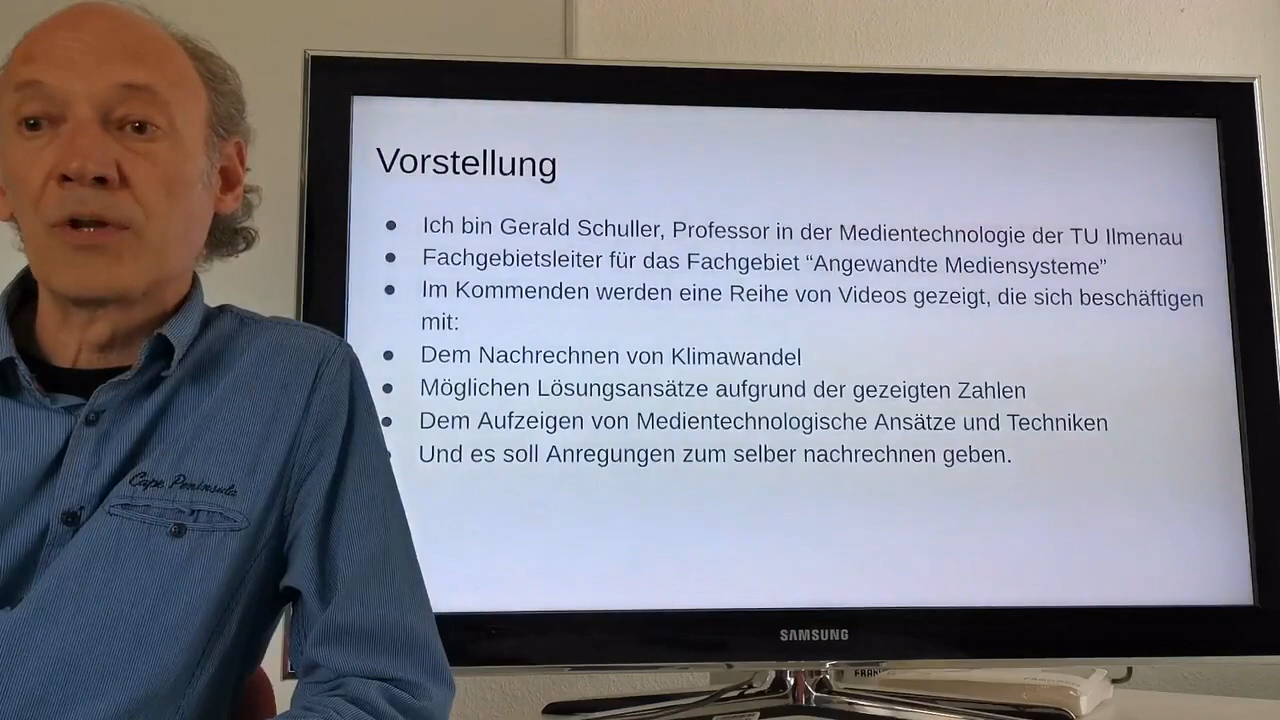 Vorstellung
Ich bin Gerald Schuller, Professor in der Medientechnologie der TU Ilmenau
Fachgebietsleiter für das Fachgebiet “Angewandte Mediensysteme”
Im Kommenden werden eine Reihe von Videos gezeigt, die sich beschäftigen
mit:
Dem Nachrechnen von Klimawandel
Möglichen Lösungsansätze aufgrund der gezeigten Zahlen
Dem Aufzeigen von Medientechnologische Ansätze und Techniken
Und es soll Anregungen zum selber nachrechnen geben.
Cape Peninsula
SAMSUNG